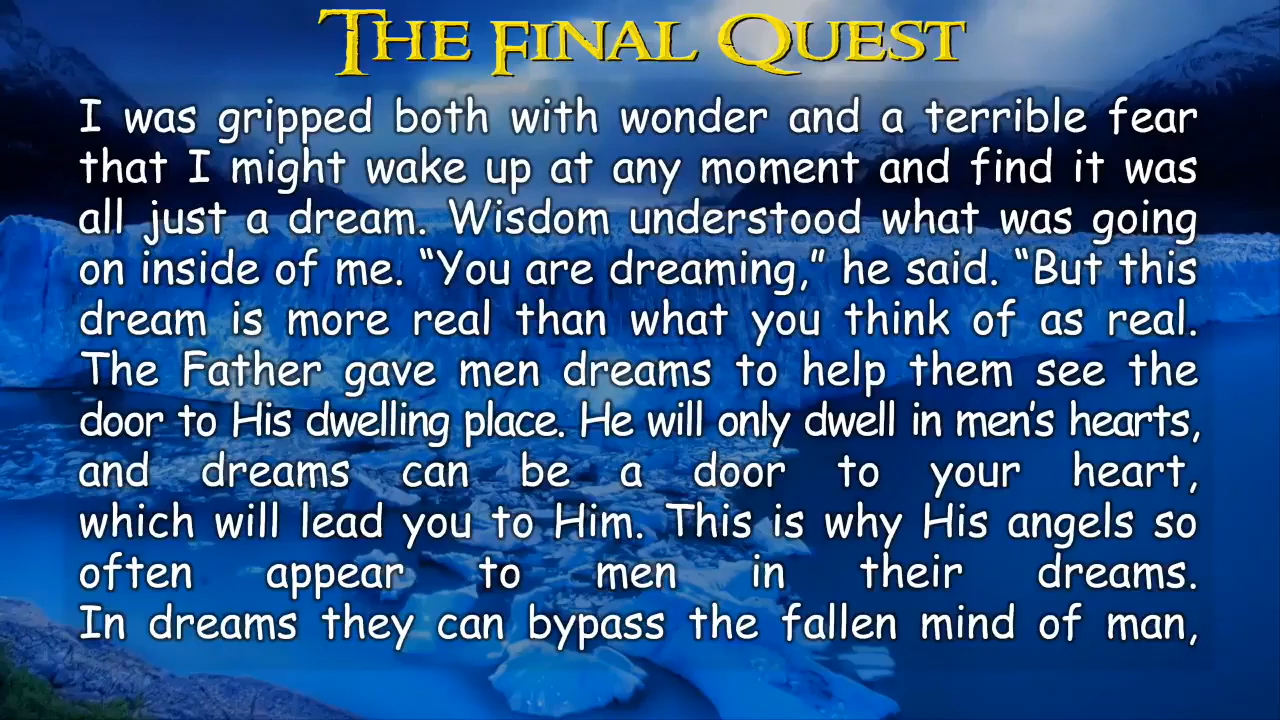 THE FINAL QUEST
I was gripped both with wonder and a terrible fear
that I might wake up at any moment and find it was
all just a dream. Wisdom understood what was going
on inside of me. “You are dreaming,” he said. “But this
dream is more real than what you think of as real.
The Father gave men dreams to help them see the
door to His dwelling place. He will only dwell in men’s hearts,
and dreams can be a door to your heart,
which will lead you to Him. This is why His angels so
often appear to men in their dreams.
In dreams they can bypass the fallen mind of man,